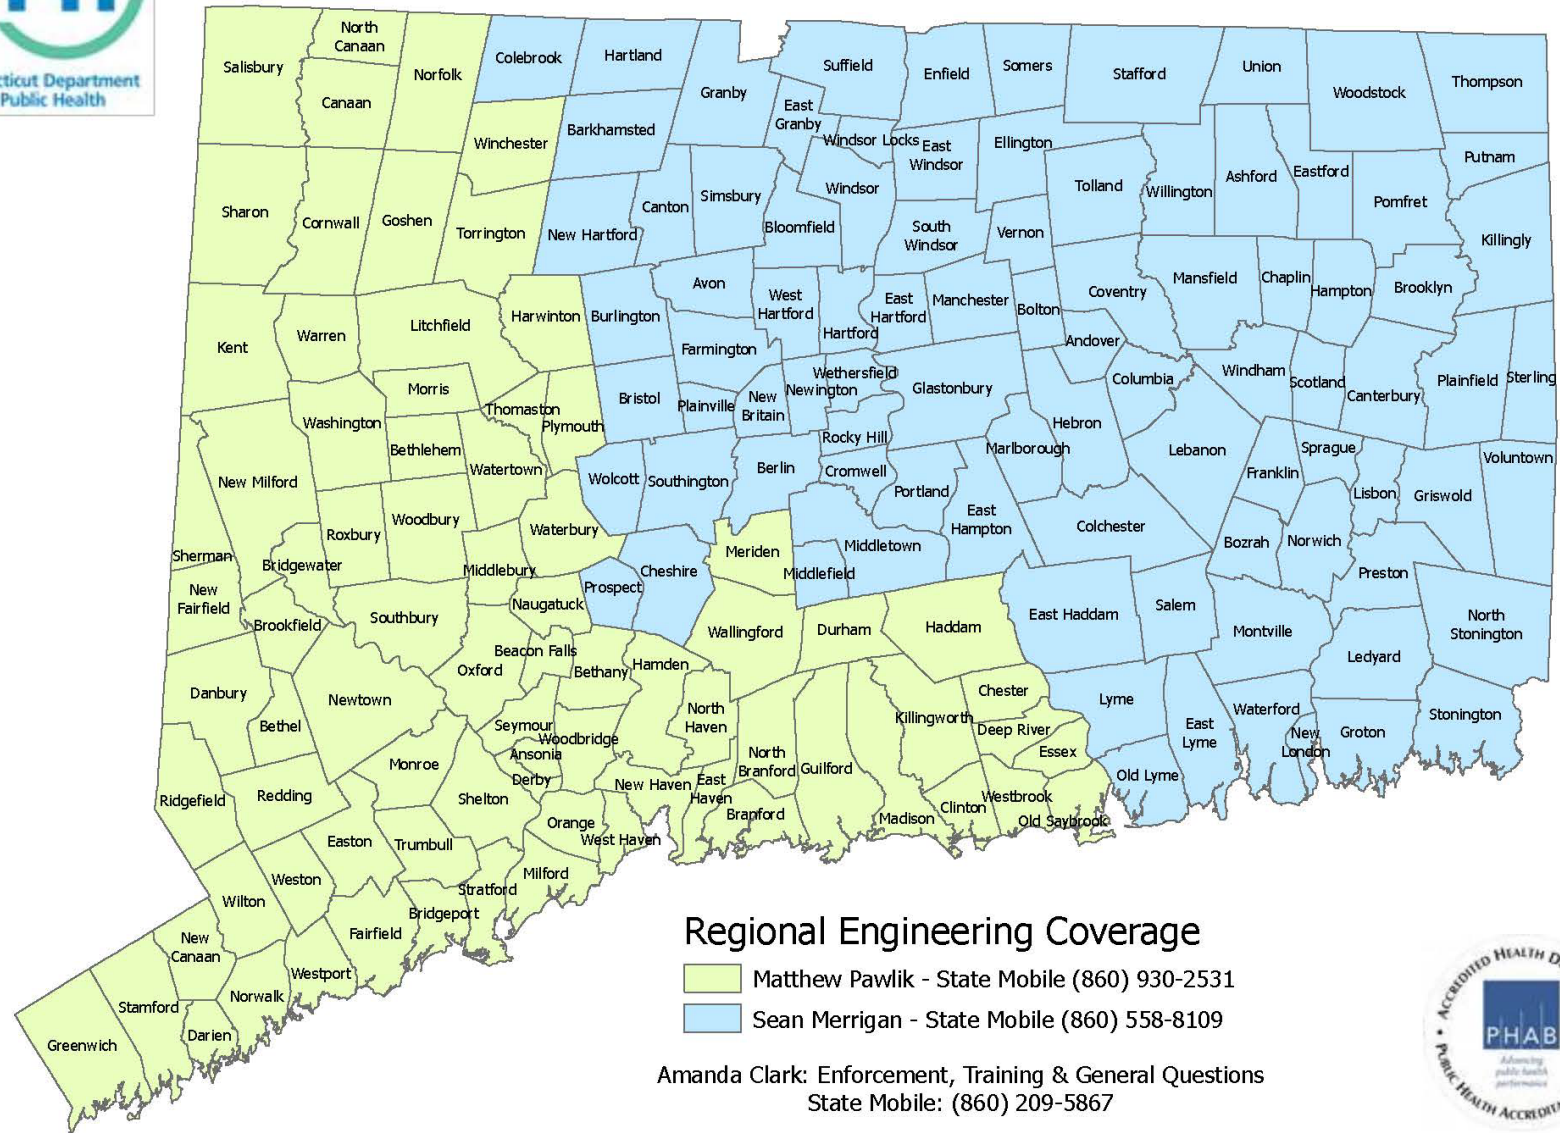 ticut Department
Public Health
North
Canaan
Salisbury
Norfolk
Canaan
Colebrook
Hartland
Granby
Suffield
Enfield
Somers
Stafford
Union
Woodstock
Thompson
Winchester
Barkhamsted
East
Granby
Windsor Locks
East
Windsor
Ellington
Putnam
Sharon
Cornwall
Goshen
Torrington
New Hartford
Canton
Simsbury
Bloomfield
Windsor
South
Windsor
Vernon
Tolland
Willington
Ashford
Eastford
Pomfret
Killingly
Kent
Warren
Litchfield
Harwinton
Burlington
Avon
West
Hartford
Hartford
East
Hartford
Manchester
Bolton
Coventry
Mansfield
Chaplin
Hampton
Brooklyn
Andover
Farmington
Morris
Washington
Bethlehem
Thomaston
Plymouth
Bristol
Plainville
New
Britain
Newington
Wethersfield
Glastonbury
Columbia
Windham
Scotland
Canterbury
Plainfield
Sterling
Hebron
Marlborough
Rocky Hill
Lebanon
Sprague
Voluntown
New Milford
Watertown
Wolcott
Southington
Berlin
Cromwell
Portland
East
Hampton
Colchester
Franklin
Lisbon
Griswold
Roxbury
Woodbury
Waterbury
Meriden
Middletown
Middlefield
Bozrah
Norwich
Preston
Sherman
Bridgewater
Middlebury
Prospect
Cheshire
New
Fairfield
Brookfield
Southbury
Naugatuck
Wallingford
Durham
Haddam
East Haddam
Salem
Montville
North
Stonington
Ledyard
Danbury
Bethel
Newtown
Oxford
Beacon Falls
Bethany
Hamden
North
Haven
Killingworth
Chester
Deep River
Essex
Lyme
East
Lyme
Waterford
New
London
Groton
Stonington
Seymour
Woodbridge
Ansonia
Derby
Monroe
Shelton
New Haven
East
Haven
North
Branford
Guilford
Branford
Madison
Clinton
Westbrook
Old Saybrook
Old Lyme
Ridgefield
Redding
Easton
Trumbull
Orange
West Haven
Milford
Stratford
Weston
Wilton
Bridgeport
Fairfield
New
Canaan
Westport
Norwalk
Stamford
Darien
Greenwich
Regional Engineering Coverage
Matthew Pawlik - State Mobile (860) 930-2531
Sean Merrigan - State Mobile (860) 558-8109
Amanda Clark: Enforcement, Training & General Questions
State Mobile: (860) 209-5867
ACCREDITED HEALTH D
PHAB
Advancing
public health
performance
PUBLIC HEALTH ACCREDITA